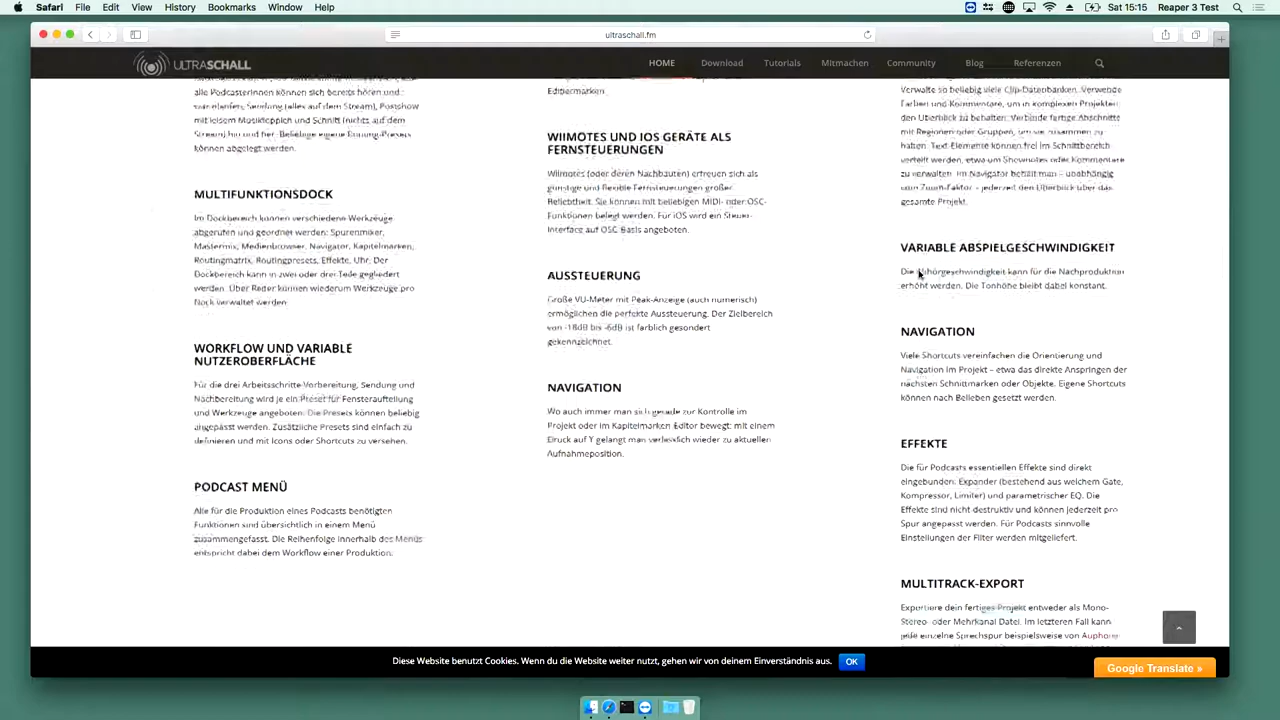 Safari File Edit View History Bookmarks Window Help
Sat 15:15 Reaper 3 Test
ultraschall.fm
ULTRASCHALL
HOME Download Tutorials Mitmachen Community Blog Referenzen
alle PodcasterInnen können sich bereits hören und
Sendung (alles auf dem Stream), Postshow
mit leisem Musikteppich und Schnitt (nichts auf dem
Stream) Beliebige eigene Routing-Presets
können abgelegt werden.
MULTIFUNKTIONSDOCK
Im Dockbereich können verschiedene Werkzeuge
abgerufen und geordnet werden: Spurenmixer,
Mastermix, Medienbrowser, Navigator, Kapitelmarken,
Routingmatrix, Routingpresets, Effekte, Uhr. Der
Dockbereich kann in zwei oder drei Teile gegliedert
werden. Über Reiter können wiederum Werkzeuge pro
Dock verwaltet werden.
WORKFLOW UND VARIABLE
NUTZEROBERFLÄCHE
Für die drei Arbeitsschritte Vorbereitung, Sendung und
Nachbereitung wird je ein Preset für Fensteraufteilung
und Werkzeuge angeboten. Die Presets können beliebig
angepasst werden. Zusätzliche Presets sind einfach zu
definieren und mit Icons oder Shortcuts zu versehen.
PODCAST MENÜ
Alle für die Produktion eines Podcasts benötigten
Funktionen sind übersichtlich in einem Menü
zusammengefasst. Die Reihenfolge innerhalb des Menüs
entspricht dabei dem Workflow einer Produktion.
Editiermarken.
WIIMOTES UND IOS GERÄTE ALS
FERNSTEUERUNGEN
Wiimotes (oder deren Nachbauten) erfreuen sich als
günstige und flexible Fernsteuerungen großer
Beliebtheit. Sie können mit beliebigen MIDI- oder OSC-
Funktionen belegt werden. Für iOS wird ein Steuer-
Interface auf OSC Basis angeboten.
AUSSTEUERUNG
Große VU-Meter mit Peak-Anzeige (auch numerisch)
ermöglichen die perfekte Aussteuerung. Der Zielbereich
von -18dB bis -6dB ist farblich gesondert
gekennzeichnet.
NAVIGATION
Wo auch immer man sich gerade zur Kontrolle im
Projekt oder im Kapitelmarken Editor bewegt: mit einem
Druck auf Y gelangt man verlässlich wieder zu aktuellen
Aufnahmeposition.
Verwalte so beliebig viele Clip-Datenbanken. Verwende
Farben und Kommentare, um in komplexen Projekten
den Überblick zu behalten. Verbinde fertige Abschnitte
mit Regionen oder Gruppen, um sie zusammen zu
halten. Text Elemente können frei im Schnittbereich
verteilt werden, etwa um Shownotes oder Kommentare
zu verwalten. Im Navigator behält man – unabhängig
vom Zoom-Faktor – jederzeit den Überblick über das
gesamte Projekt.
VARIABLE ABSPIELGESCHWINDIGKEIT
Die Abhörgeschwindigkeit kann für die Nachproduktion
erhöht werden. Die Tonhöhe bleibt dabei konstant.
NAVIGATION
Viele Shortcuts vereinfachen die Orientierung und
Navigation im Projekt – etwa das direkte Anspringen der
nächsten Schnittmarken oder Objekte. Eigene Shortcuts
können nach Belieben gesetzt werden.
EFFEKTE
Die für Podcasts essentiellen Effekte sind direkt
eingebunden: Expander (bestehend aus weichem Gate,
Kompressor, Limiter) und parametrischer EQ. Die
Effekte sind nicht-destruktiv und können jederzeit pro
Spur angepasst werden. Für Podcasts sinnvolle
Einstellungen der Filter werden mitgeliefert.
MULTITRACK-EXPORT
Exportiere dein fertiges Projekt entweder als Mono-
Stereo- oder Mehrkanal Datei. Im letzteren Fall kann
jede einzelne Sprechspur beispielsweise von Auphonic
Diese Website benutzt Cookies. Wenn du die Website weiter nutzt, gehen wir von deinem Einverständnis aus. OK
Google Translate »